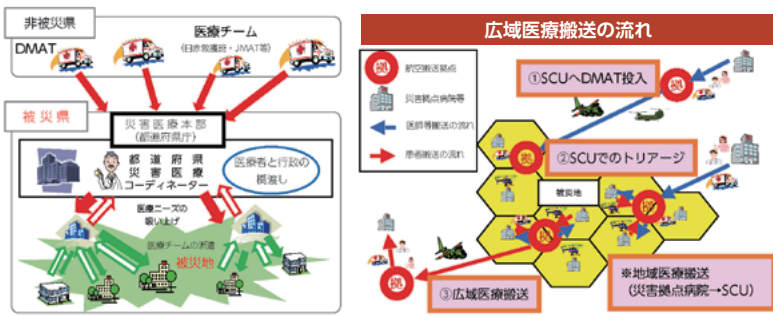 非被災県
DMAT
医療チーム
(日赤救護班・JMAT等)
被災県
災害医療本部
(都道府県庁)
都道府県
災害医療
コーディネーター
医療者と行政の
橋渡し
医療ニーズの
吸い上げ
医療チームの派遣
被災地
広域医療搬送の流れ
拠 航空搬送拠点
災害拠点病院等
医師等搬送の流れ
患者搬送の流れ
①SCUへDMAT投入
拠
拠
②SCUでのトリアージ
被災地
拠
拠
拠
③広域医療搬送
※地域医療搬送
(災害拠点病院→SCU)